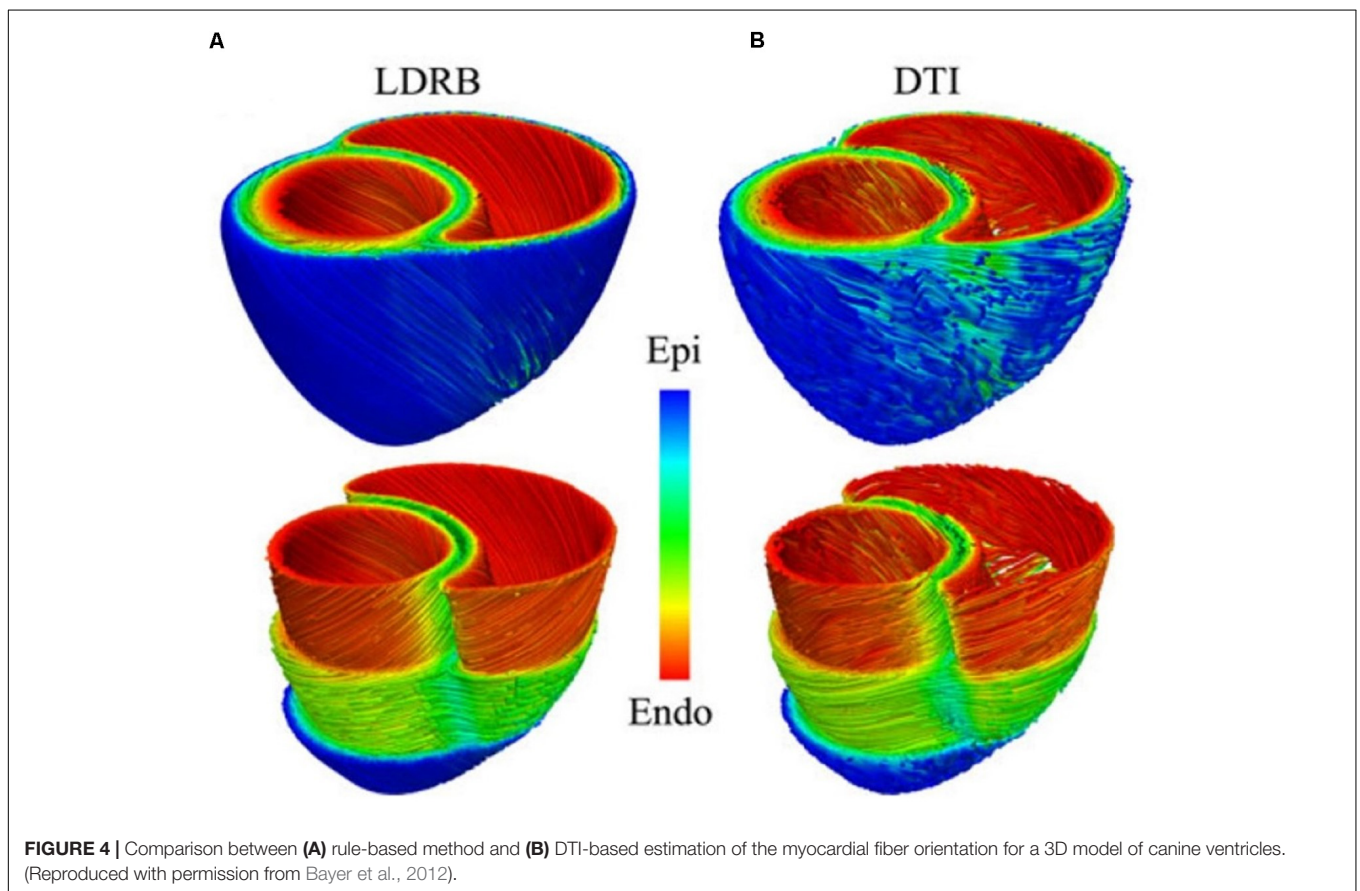 A
B
LDRB
DTI
Epi
Endo
FIGURE 4 | Comparison between (A) rule-based method and (B) DTI-based estimation of the myocardial fiber orientation for a 3D model of canine ventricles.
(Reproduced with permission from Bayer et al., 2012).